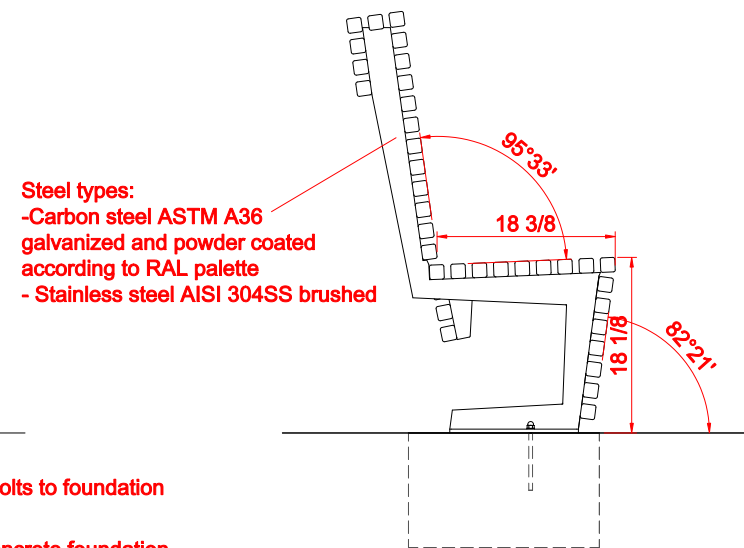 95°33'
18 3/8
Steel types:
-Carbon steel ASTM A36
galvanized and powder coated
according to RAL palette
- Stainless steel AISI 304SS brushed
18 1/8
82°21'
to foundation
foundation